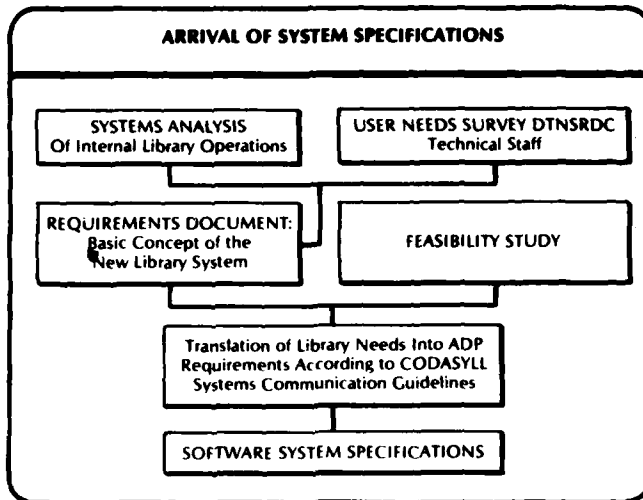 ARRIVAL OF SYSTEM SPECIFICATIONS
SYSTEMS ANALYSIS
Of Internal Library Operations
USER NEEDS SURVEY DTNSRDC
Technical Staff
REQUIREMENTS DOCUMENT:
Basic Concept of the
New Library System
FEASIBILITY STUDY
Translation of Library Needs Into ADP
Requirements According to CODASYLL
Systems Communication Guidelines
SOFTWARE SYSTEM SPECIFICATIONS